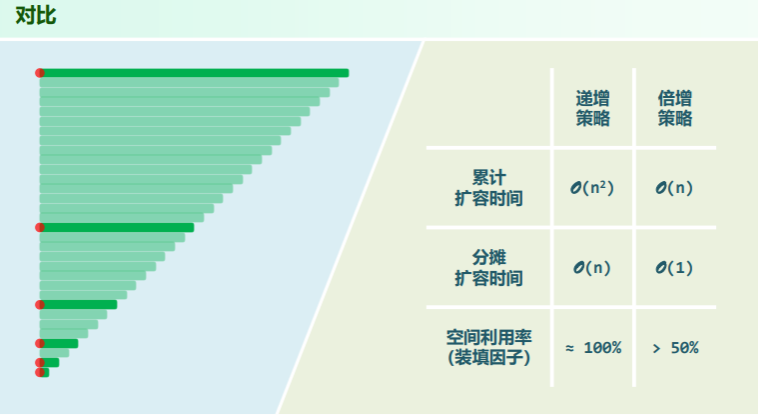 对比
递增
策略
倍增
策略
累计
扩容时间
𝒪(n²)
𝒪(n)
分摊
扩容时间
𝒪(n)
𝒪(1)
空间利用率
(装填因子)
≈ 100%
> 50%